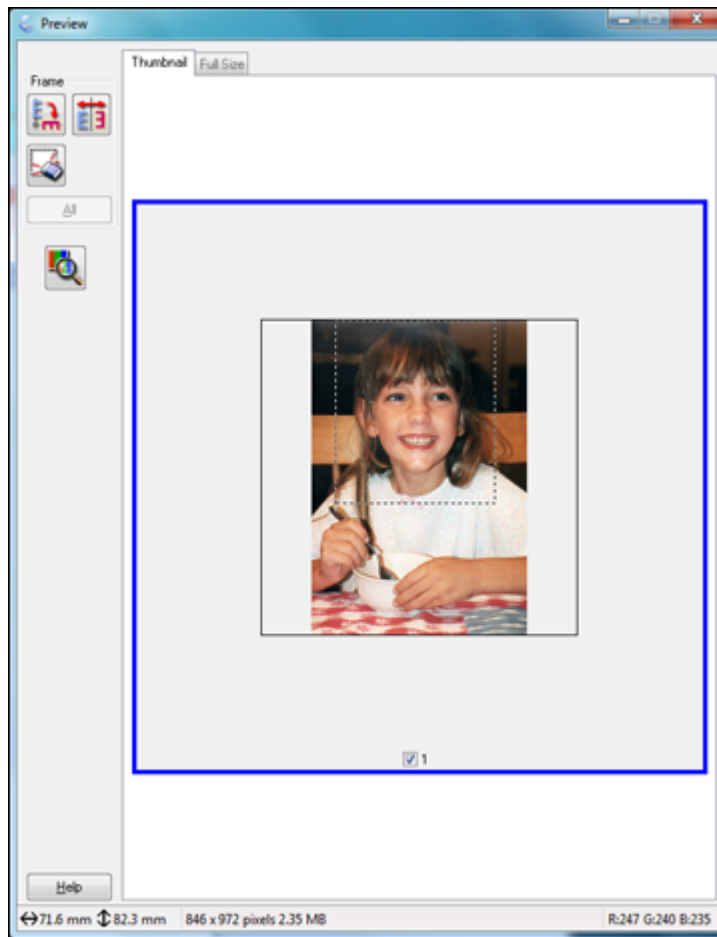 Preview
Thumbnail
Full Size
Frame
All
1
Help
71.6 mm 82.3 mm 846 x 972 pixels 2.35 MB R:247 G:240 B:235